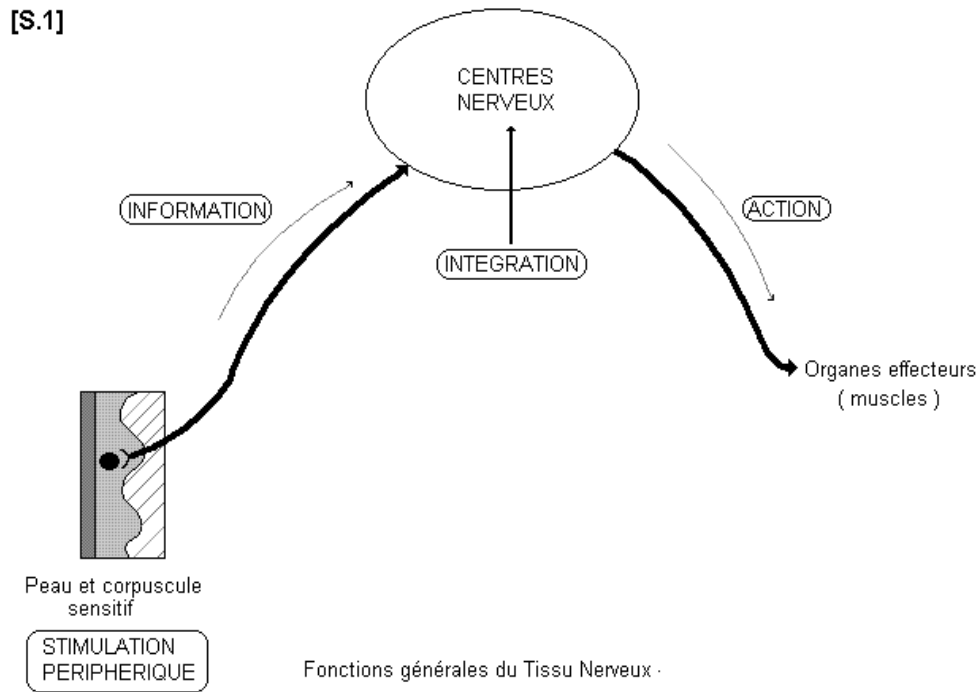 [S.1]
CENTRES
NERVEUX
INFORMATION
ACTION
INTEGRATION
Organes effecteurs
( muscles )
Peau et corpuscule
sensitif
STIMULATION
PERIPHERIQUE
Fonctions générales du Tissu Nerveux .